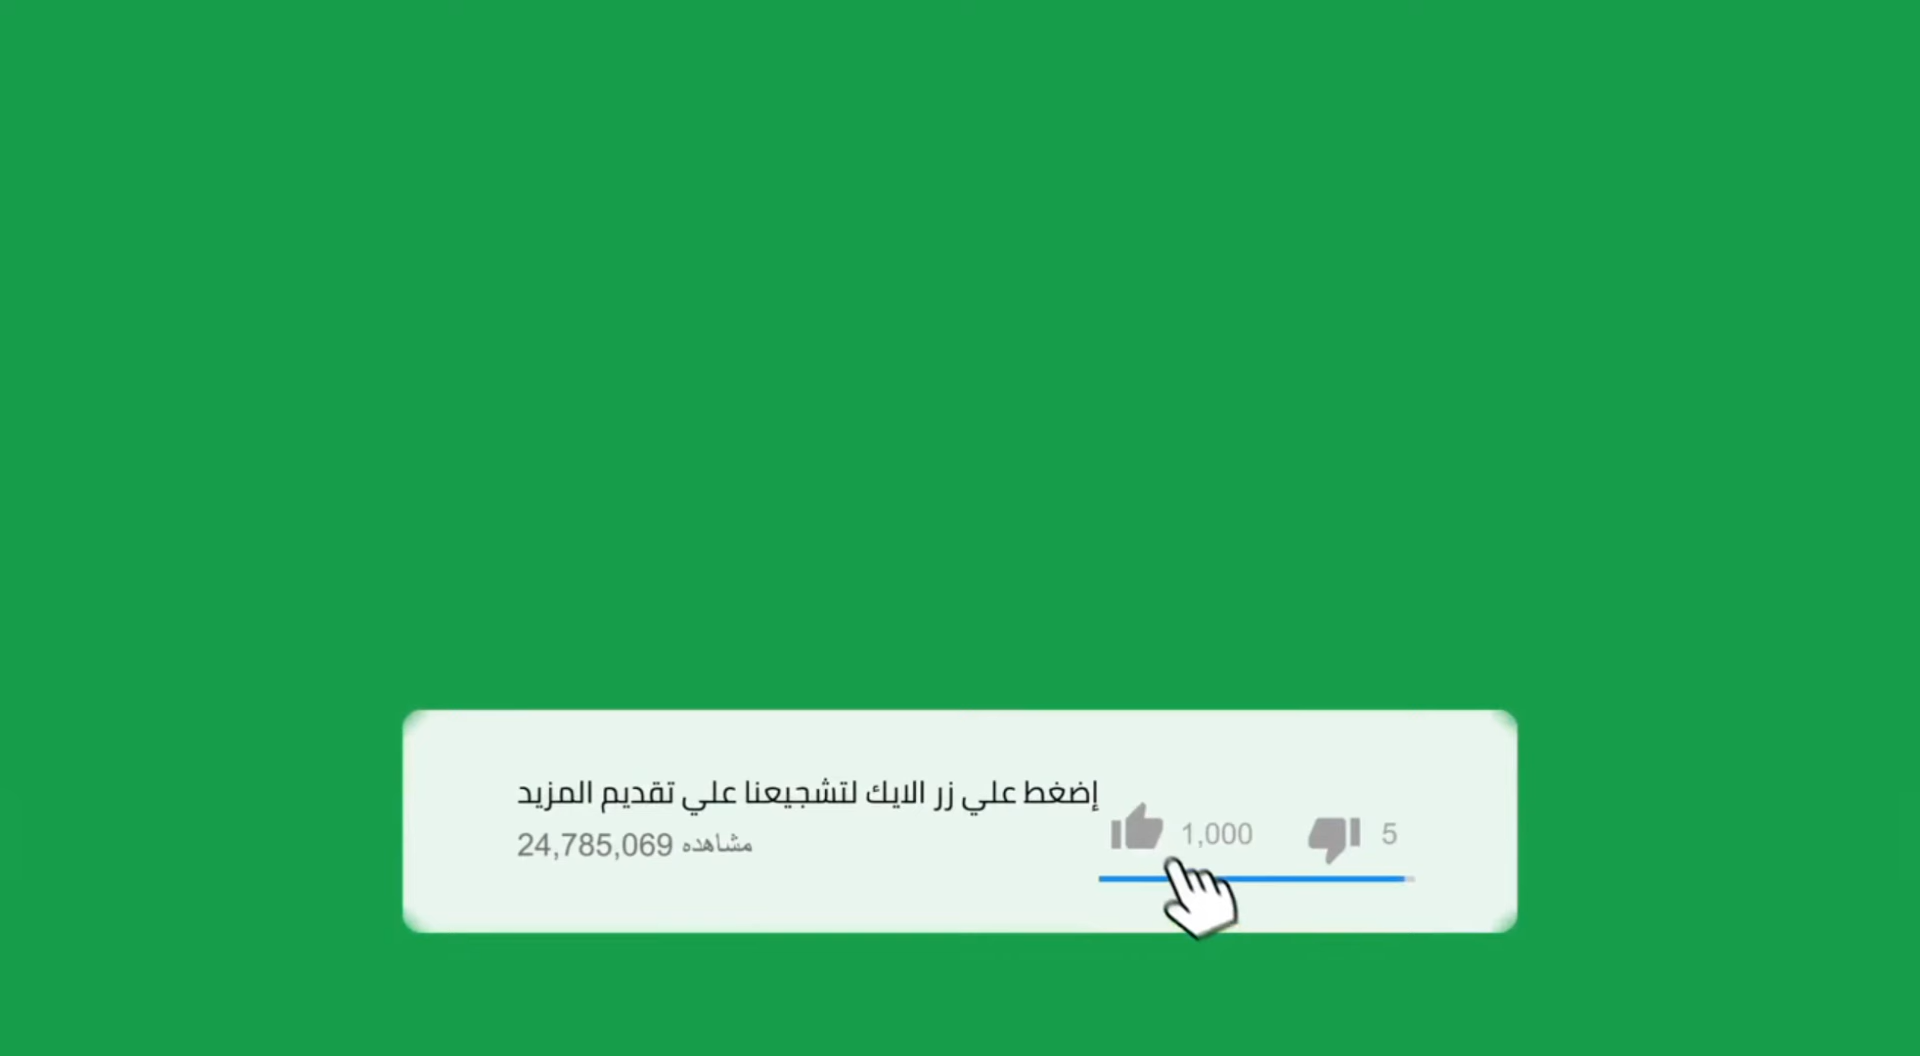 إضغط علي زر الايك لتشجيعنا علي تقديم المزيد
24,785,069 مشاهده
1,000
5